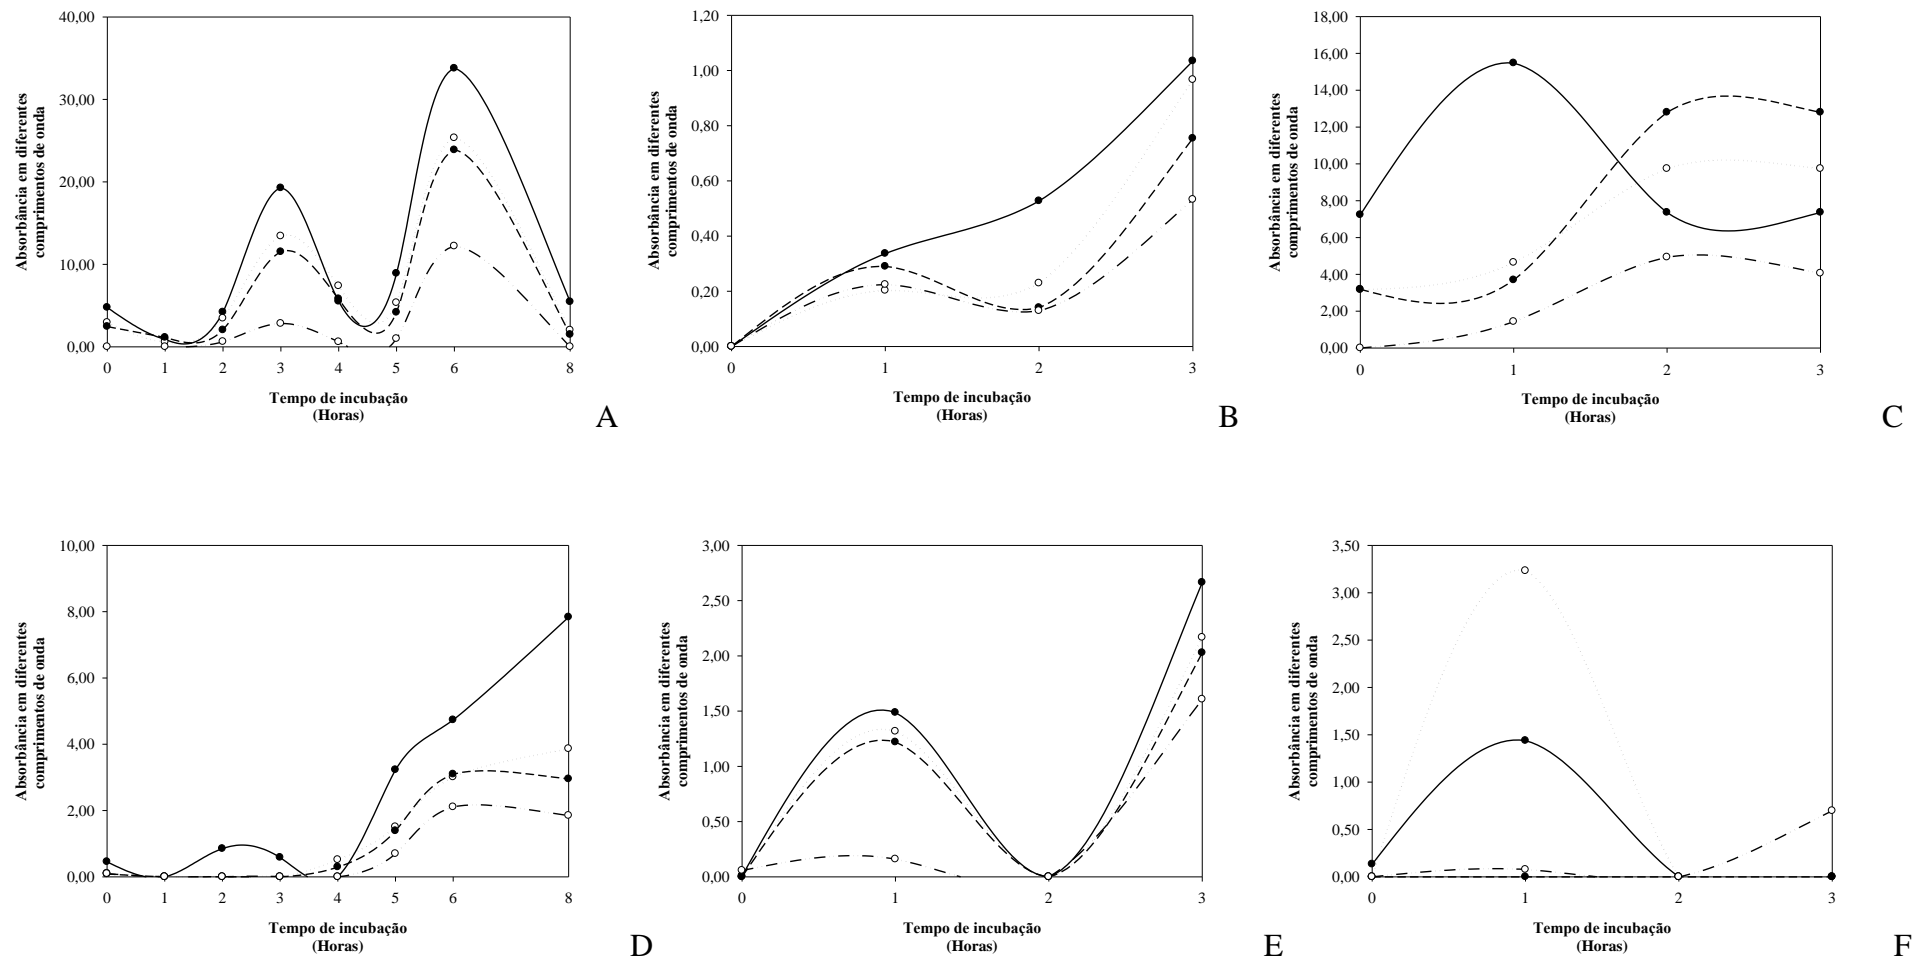 40,00
30,00
20,00
10,00
0,00
Absorbância em diferentes
comprimentos de onda
0 1 2 3 4 5 6 8
Tempo de incubação
(Horas)
A
1,20
1,00
0,80
0,60
0,40
0,20
0,00
Absorbância em diferentes
comprimentos de onda
0 1 2 3
Tempo de incubação
(Horas)
B
18,00
16,00
14,00
12,00
10,00
8,00
6,00
4,00
2,00
0,00
Absorbância em diferentes
comprimentos de onda
0 1 2 3
Tempo de incubação
(Horas)
C
10,00
8,00
6,00
4,00
2,00
0,00
Absorbância em diferentes
comprimentos de onda
0 1 2 3 4 5 6 8
Tempo de incubação
(Horas)
D
3,00
2,50
2,00
1,50
1,00
0,50
0,00
Absorbância em diferentes
comprimentos de onda
0 1 2 3
Tempo de incubação
(Horas)
E
3,50
3,00
2,50
2,00
1,50
1,00
0,50
0,00
Absorbância em diferentes
comprimentos de onda
0 1 2 3
Tempo de incubação
(Horas)
F